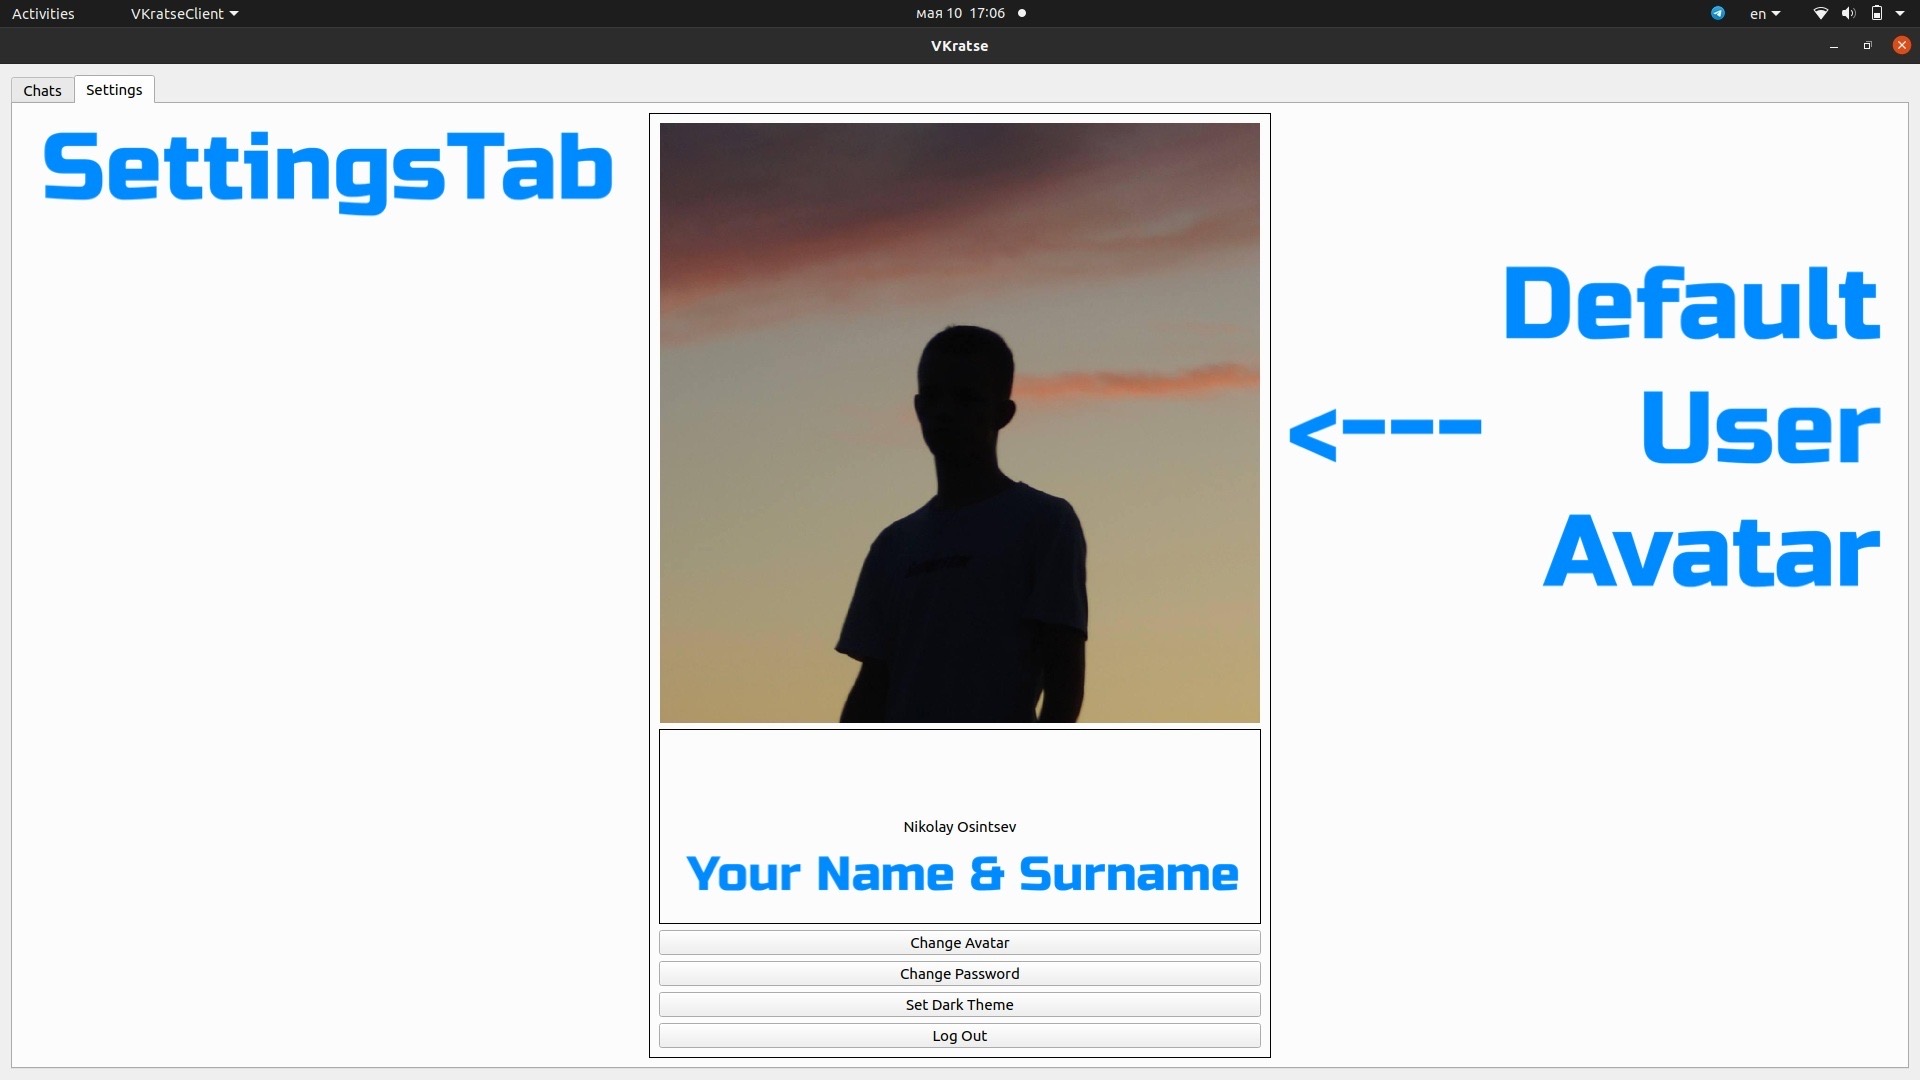 Activities
VKratseClient
мая 10 17:06
en
VKratse
Chats
Settings
SettingsTab
Default
<--- User
Avatar
Nikolay Osintsev
Your Name & Surname
Change Avatar
Change Password
Set Dark Theme
Log Out